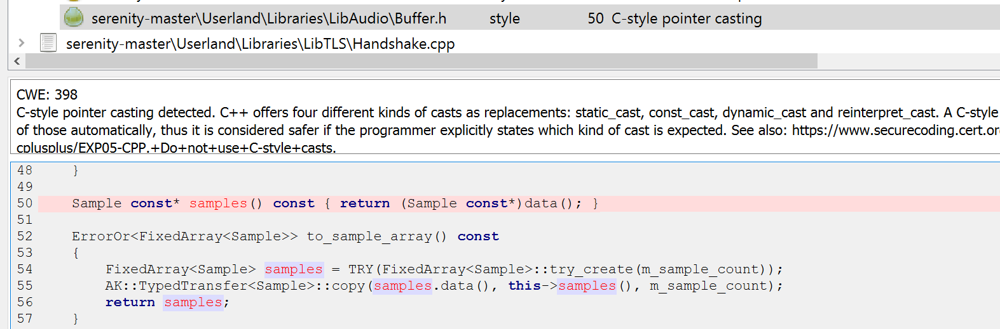 serenity-master\Userland\Libraries\LibAudio\Buffer.h style 50 C-style pointer casting
serenity-master\Userland\Libraries\LibTLS\Handshake.cpp
CWE: 398
C-style pointer casting detected. C++ offers four different kinds of casts as replacements: static_cast, const_cast, dynamic_cast and reinterpret_cast. A C-style
of those automatically, thus it is considered safer if the programmer explicitly states which kind of cast is expected. See also: https://www.securecoding.cert.or
cplusplus/EXP05-CPP.+Do+not+use+C-style+casts.
48 }
49
50 Sample const* samples() const { return (Sample const*)data(); }
51
52 ErrorOr<FixedArray<Sample>> to_sample_array() const
53 {
54 FixedArray<Sample> samples = TRY(FixedArray<Sample>::try_create(m_sample_count));
55 AK::TypedTransfer<Sample>::copy(samples.data(), this->samples(), m_sample_count);
56 return samples;
57 }